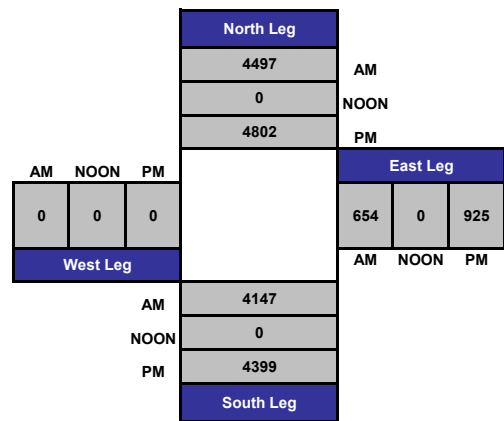 North Leg
4497 AM
0 NOON
4802 PM
AM NOON PM East Leg
0 0 0 654 0 925
West Leg AM NOON PM
AM 4147
NOON 0
PM 4399
South Leg